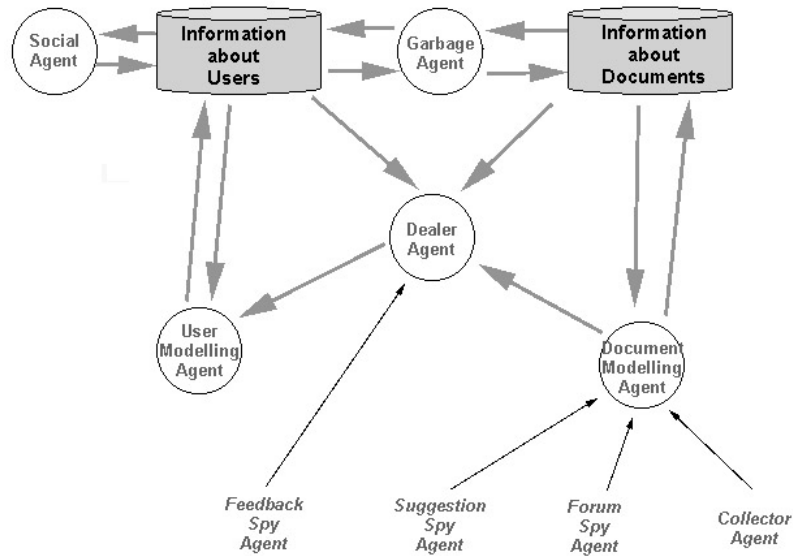 Social
Agent
Information
about
Users
Garbage
Agent
Information
about
Documents
Dealer
Agent
User
Modelling
Agent
Document
Modelling
Agent
Feedback
Spy
Agent
Suggestion
Spy
Agent
Forum
Spy
Agent
Collector
Agent